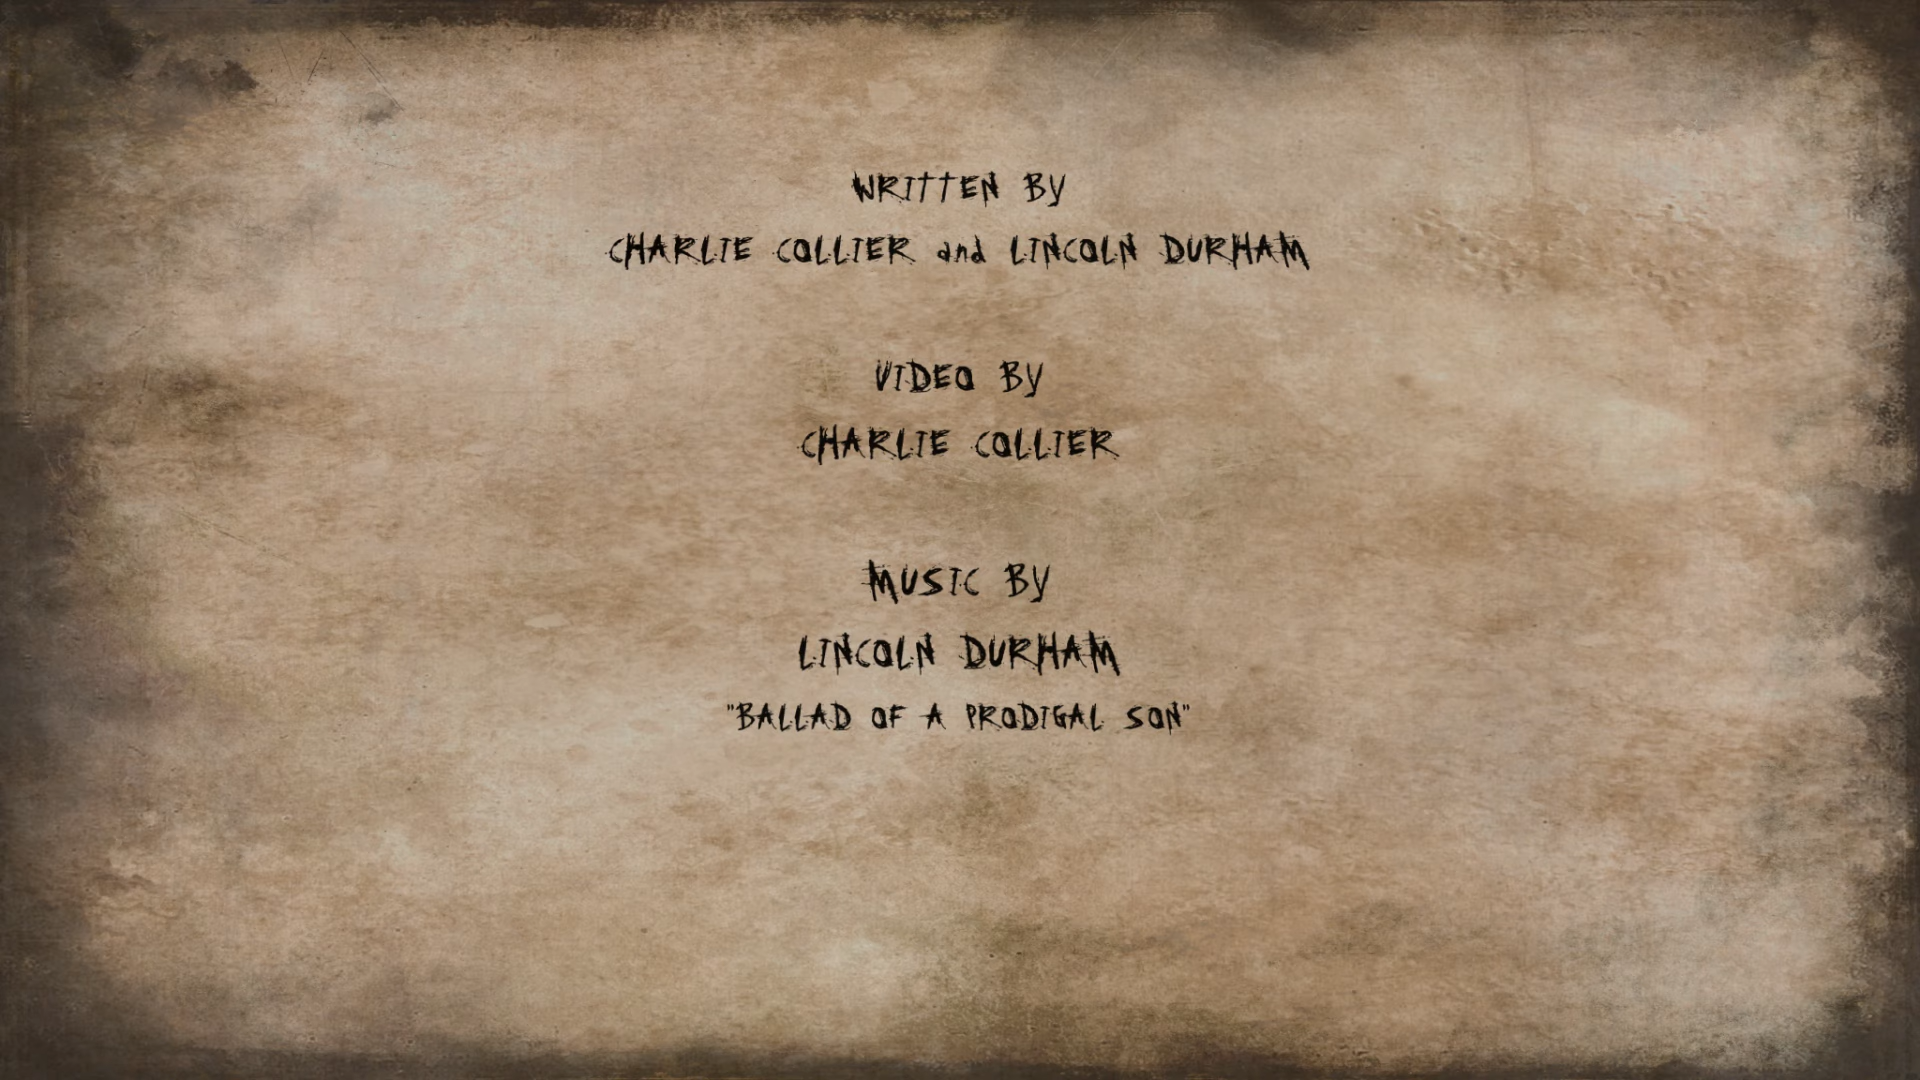 WRITTEN BY
CHARLIE COLLIER and LINCOLN DURHAM
VIDEO BY
CHARLIE COLLIER
MUSIC BY
LINCOLN DURHAM
"BALLAD OF A PRODIGAL SON"